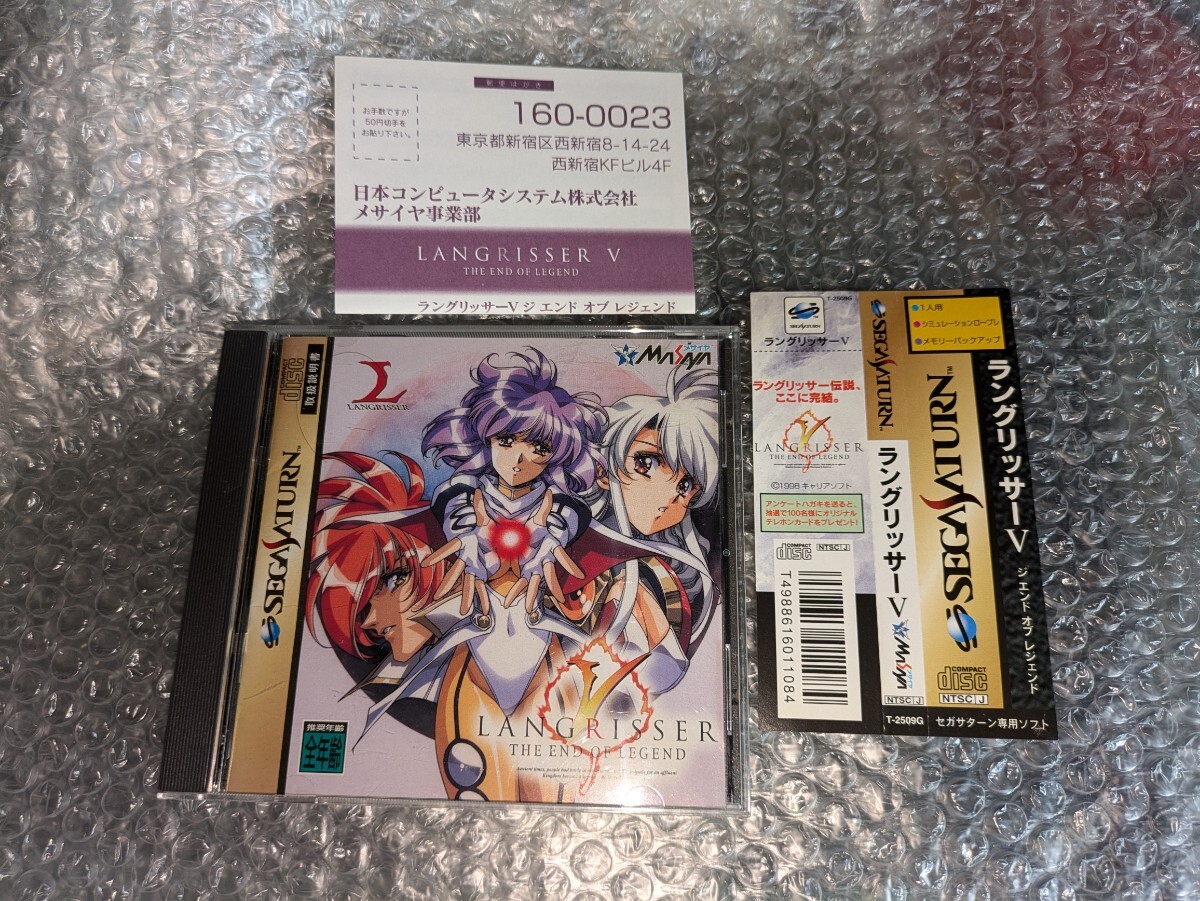 郵便はがき
お手数ですが
50円切手を
お貼り下さい。
160-0023
東京都新宿区西新宿8-14-24
西新宿KFビル4F
日本コンピュータシステム株式会社
メサイヤ事業部
LANGRISSER V
THE END OF LEGEND
ラングリッサーV ジ エンド オブ レジェンド
COMPACT
disc
取扱説明書
SEGA SATURN™
推奨年齢
全年齢
L
LANGRISSER
メサイヤ
MASAYA
V
LANGRISSER
THE END OF LEGEND
SEGA SATURN
T-2509G
ラングリッサーV
ラングリッサー伝説、
ここに完結。
V
LANGRISSER
THE END OF LEGEND
©1998 キャリアソフト
アンケートハガキを送ると、
抽選で100名様にオリジナル
テレホンカードをプレゼント!
COMPACT
disc
NTSC J
T4988616011084
SEGA SATURN™
ラングリッサーV
メサイヤ
MASAYA
NTSC J
T-2509G
1人用
シミュレーションロープレ
メモリーバックアップ
SEGA SATURN™
COMPACT
disc
NTSC J
ラングリッサーV
ジ エンド オブ レジェンド
セガサターン専用ソフト